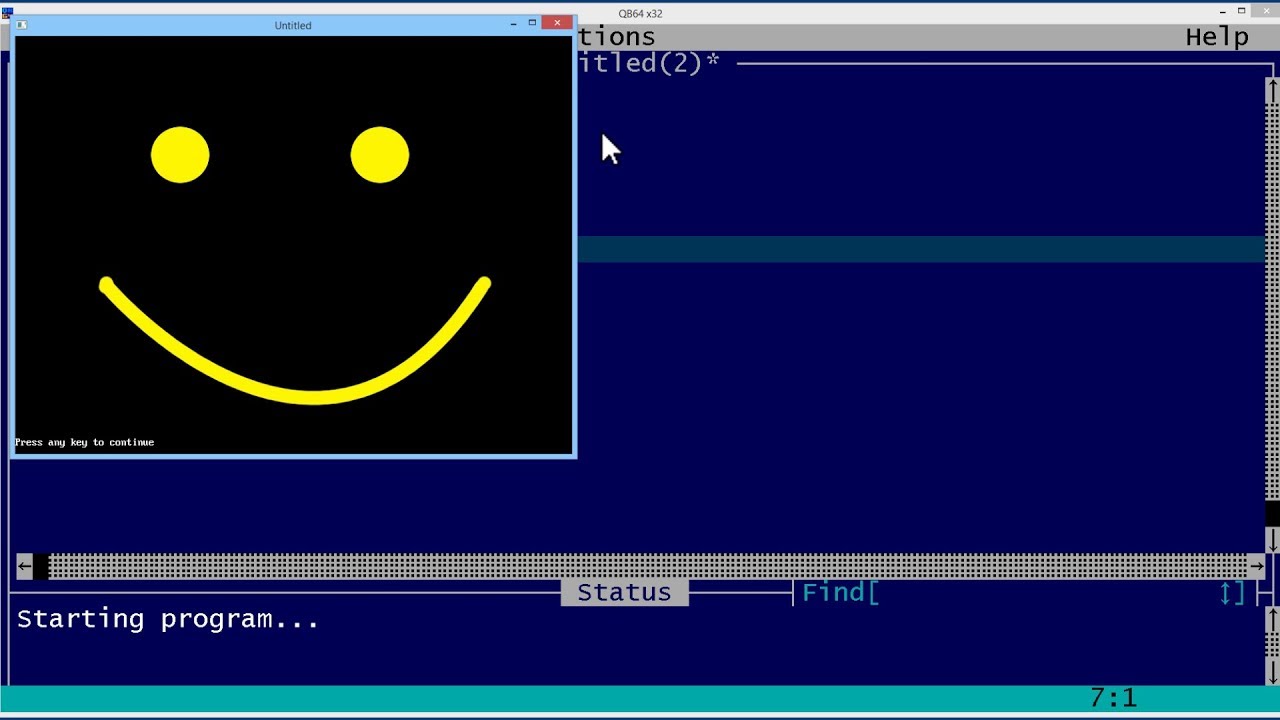 QB64 x32
Untitled
tions
Help
itled(2)*
Press any key to continue
Status
Find[
]
Starting program...
7:1